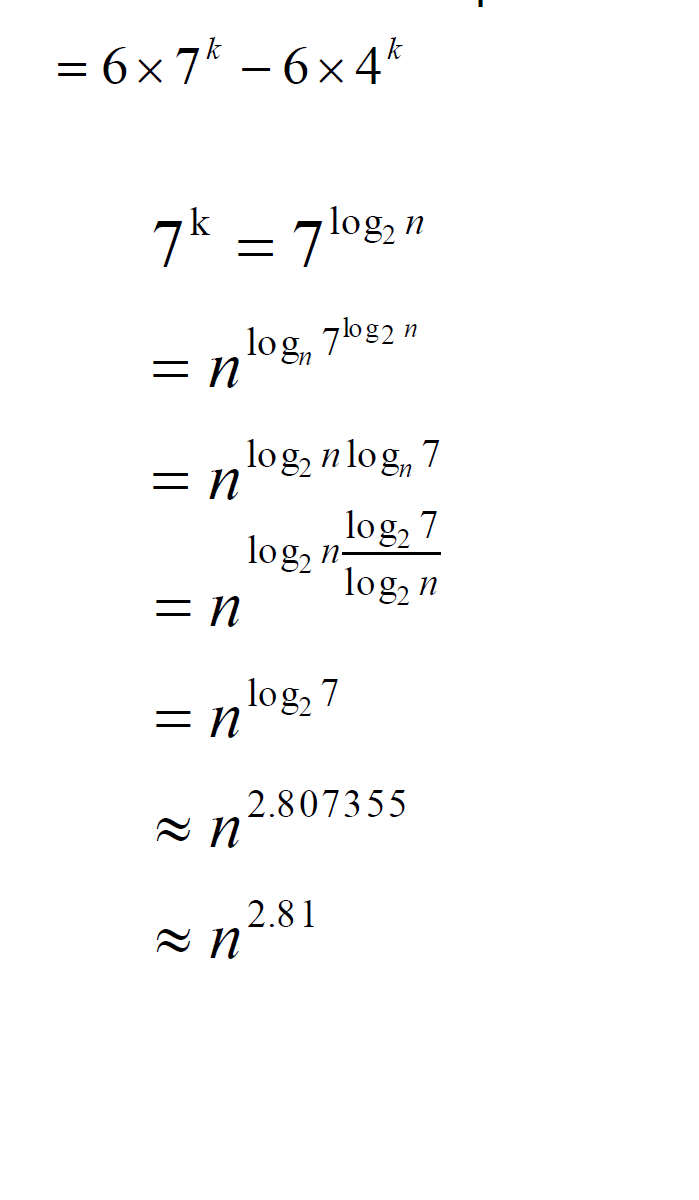 = 6 × 7^k − 6 × 4^k
7^k = 7^{log_2 n}
= n^{log_n 7^{log_2 n}}
= n^{log_2 n log_n 7}
= n^{log_2 n \frac{log_2 7}{log_2 n}}
= n^{log_2 7}
≈ n^{2.807355}
≈ n^{2.81}